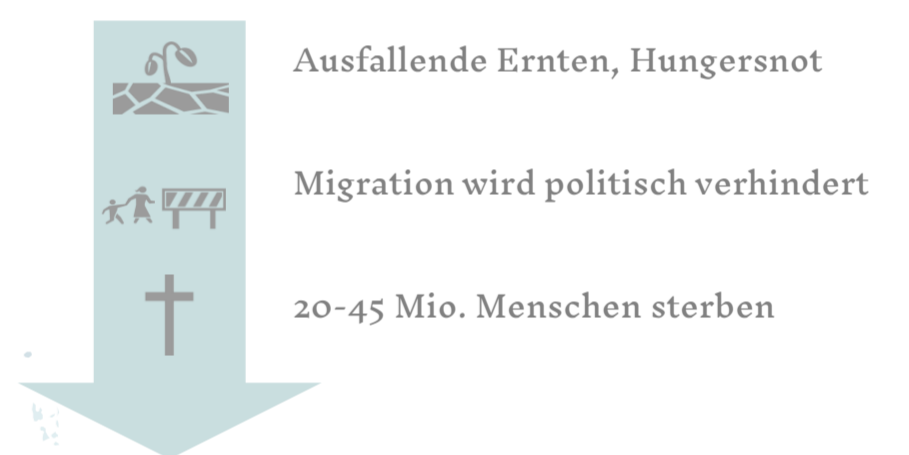 Ausfallende Ernten, Hungersnot
Migration wird politisch verhindert
20-45 Mio. Menschen sterben